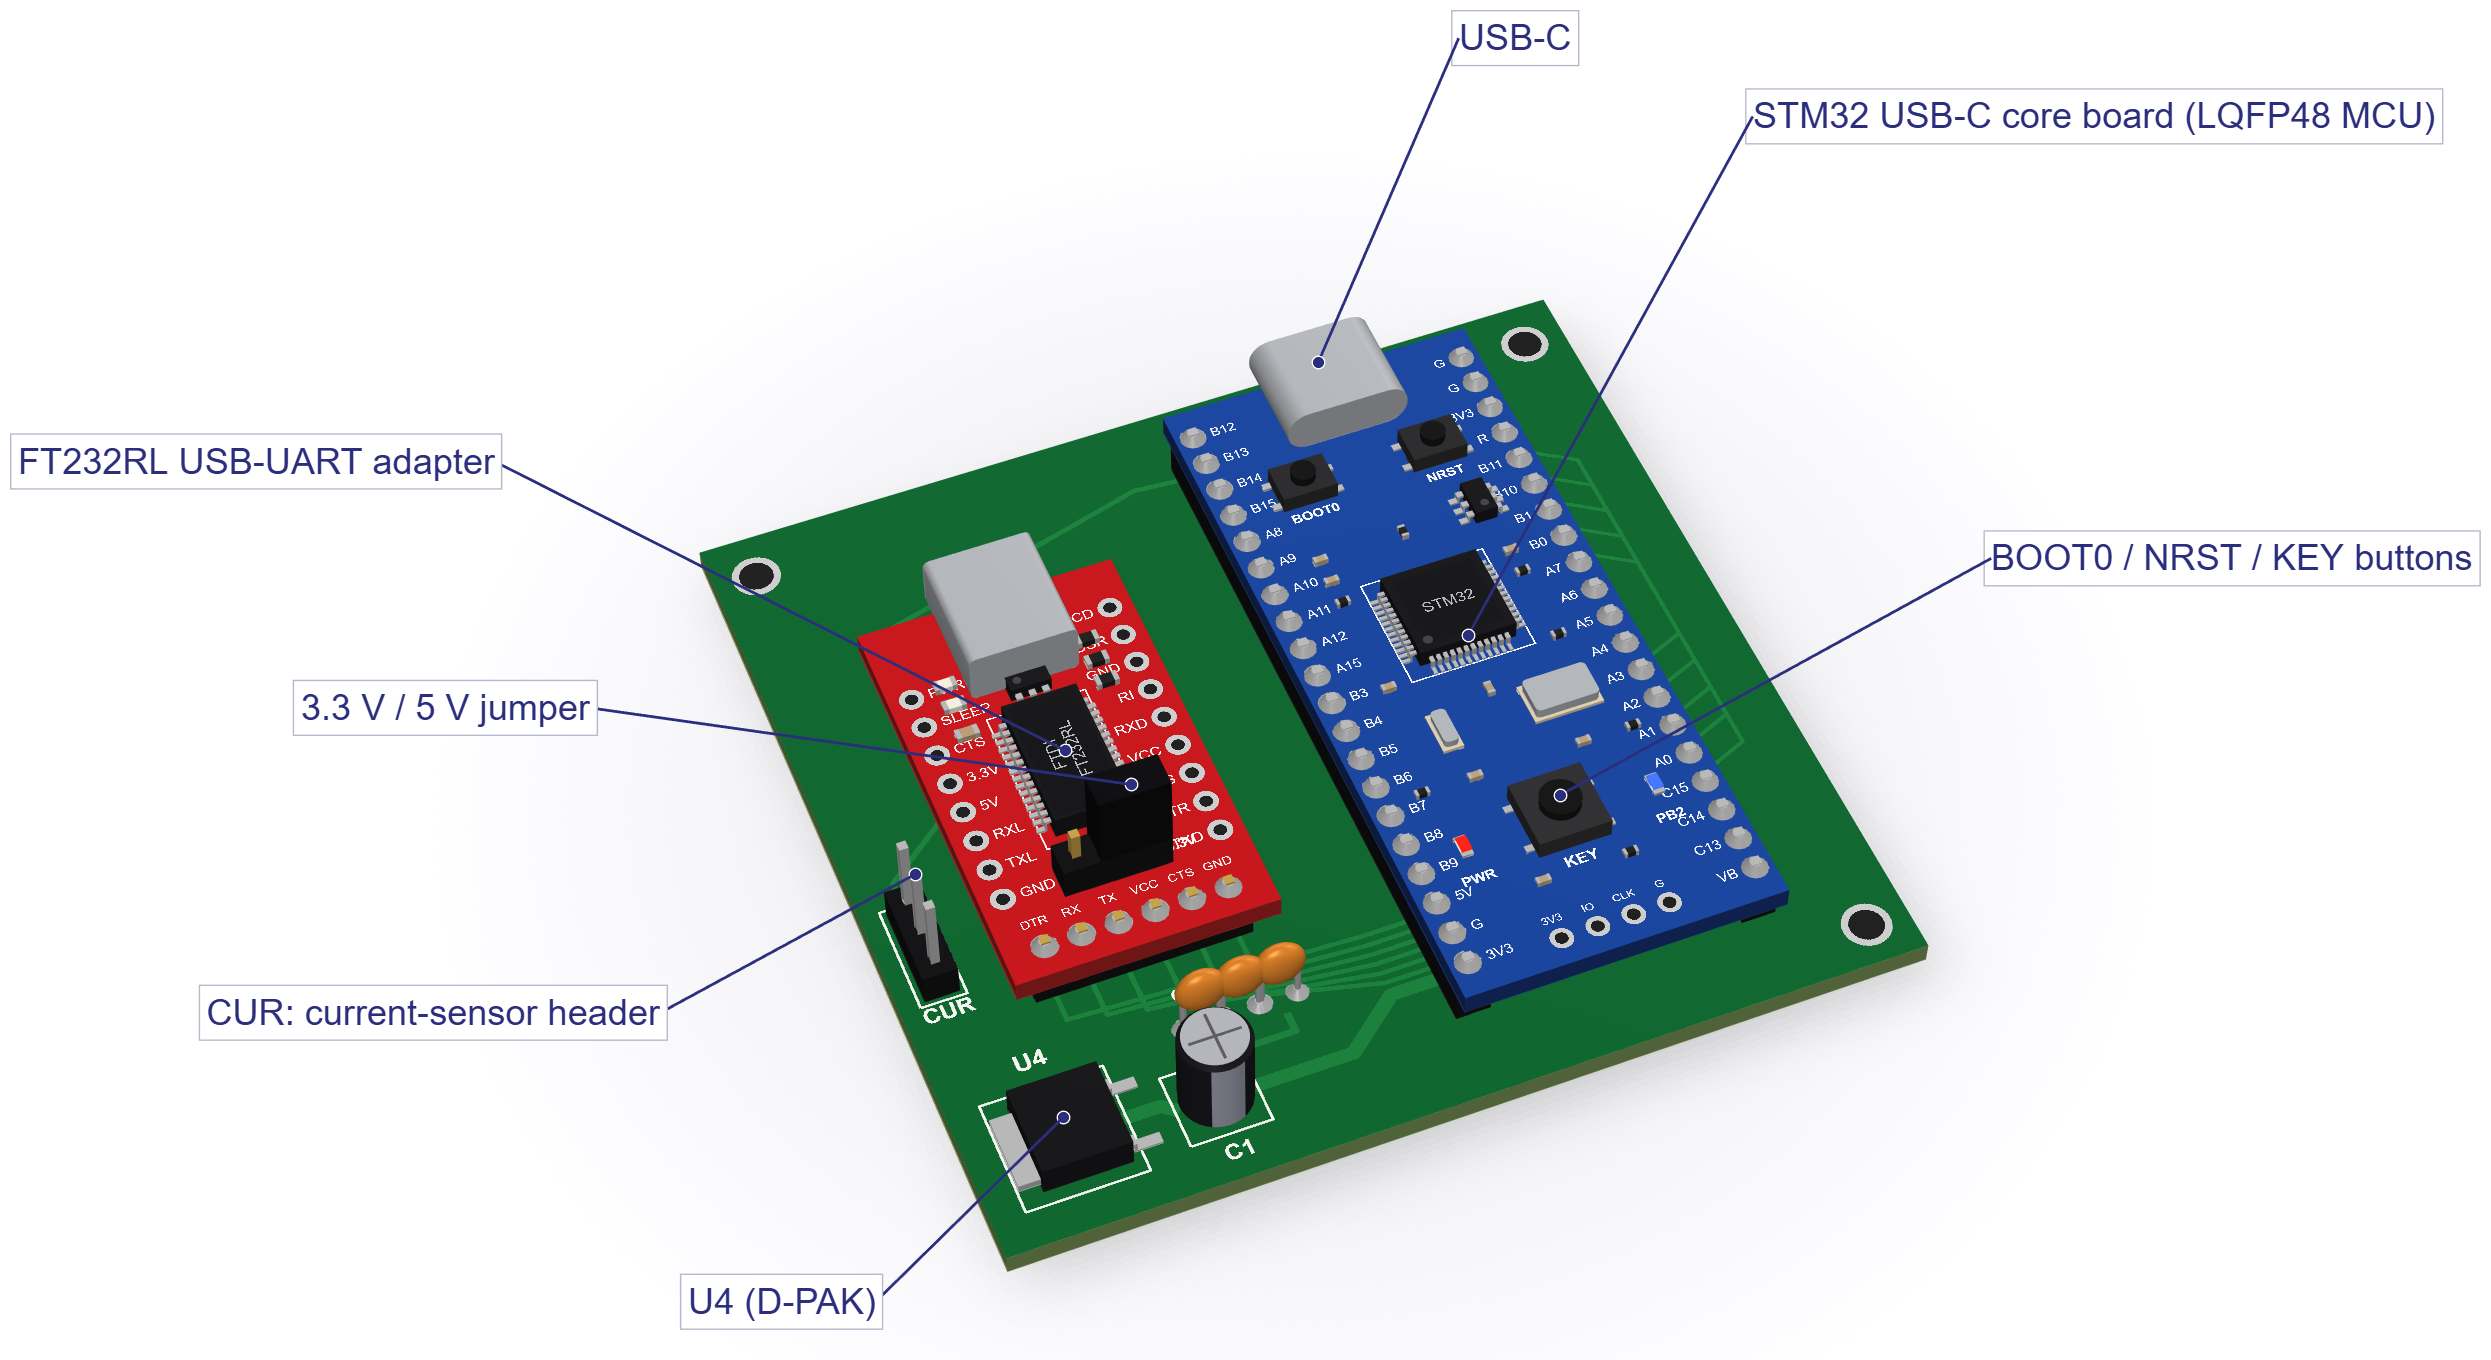 USB-C
STM32 USB-C core board (LQFP48 MCU)
FT232RL USB-UART adapter
BOOT0 / NRST / KEY buttons
3.3 V / 5 V jumper
CUR: current-sensor header
U4 (D-PAK)
B12
B13
B14
B15
A8
A9
A10
A11
A12
A15
B3
B4
B5
B6
B7
B8
B9
5V
G
3V3
G
G
3V3
R
B11
B10
B1
B0
A7
A6
A5
A4
A3
A2
A1
A0
C15
C14
C13
VB
BOOT0
NRST
STM32
KEY
PWR
PB2
3V3
IO
CLK
G
SLEEP
CTS
3.3V
5V
RXL
TXL
GND
GND
RI
RXD
VCC
FTDI
FT232RL
DTR
RX
TX
VCC
CTS
GND
CUR
U4
C1